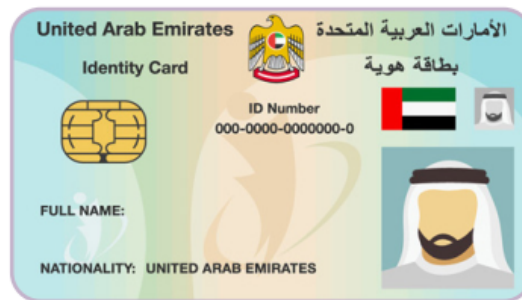 United Arab Emirates الأمارات العربية المتحدة
Identity Card بطاقة هوية
ID Number
000-0000-0000000-0
FULL NAME:
NATIONALITY: UNITED ARAB EMIRATES